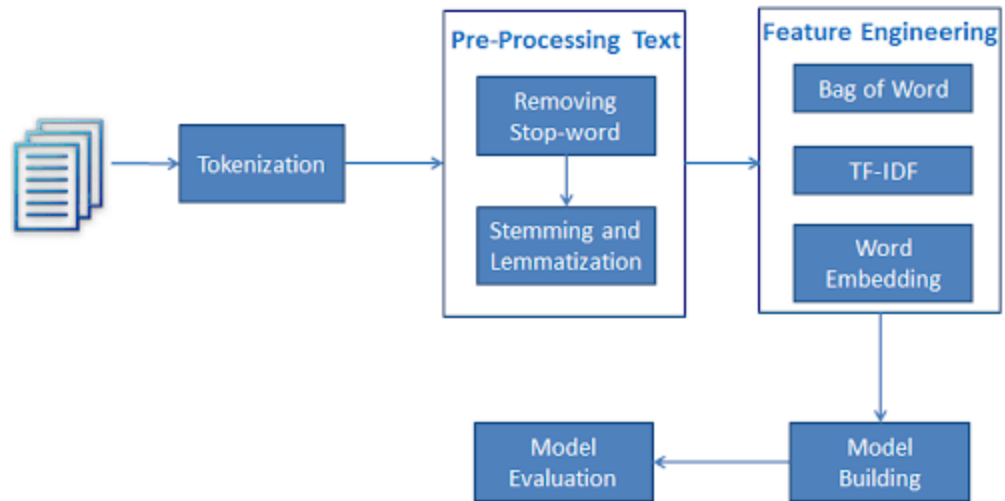 Pre-Processing Text
Feature Engineering
Removing
Stop-word
Bag of Word
Tokenization
TF-IDF
Stemming and
Lemmatization
Word
Embedding
Model
Evaluation
Model
Building